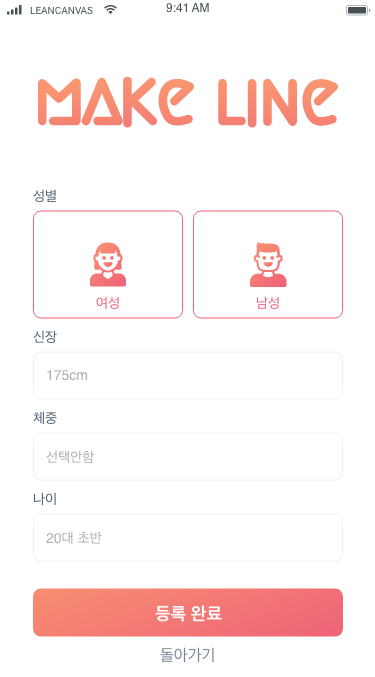 LEANCANVAS 9:41 AM
MAKE LINE
성별
여성 남성
신장
175cm
체중
선택안함
나이
20대 초반
등록 완료
돌아가기